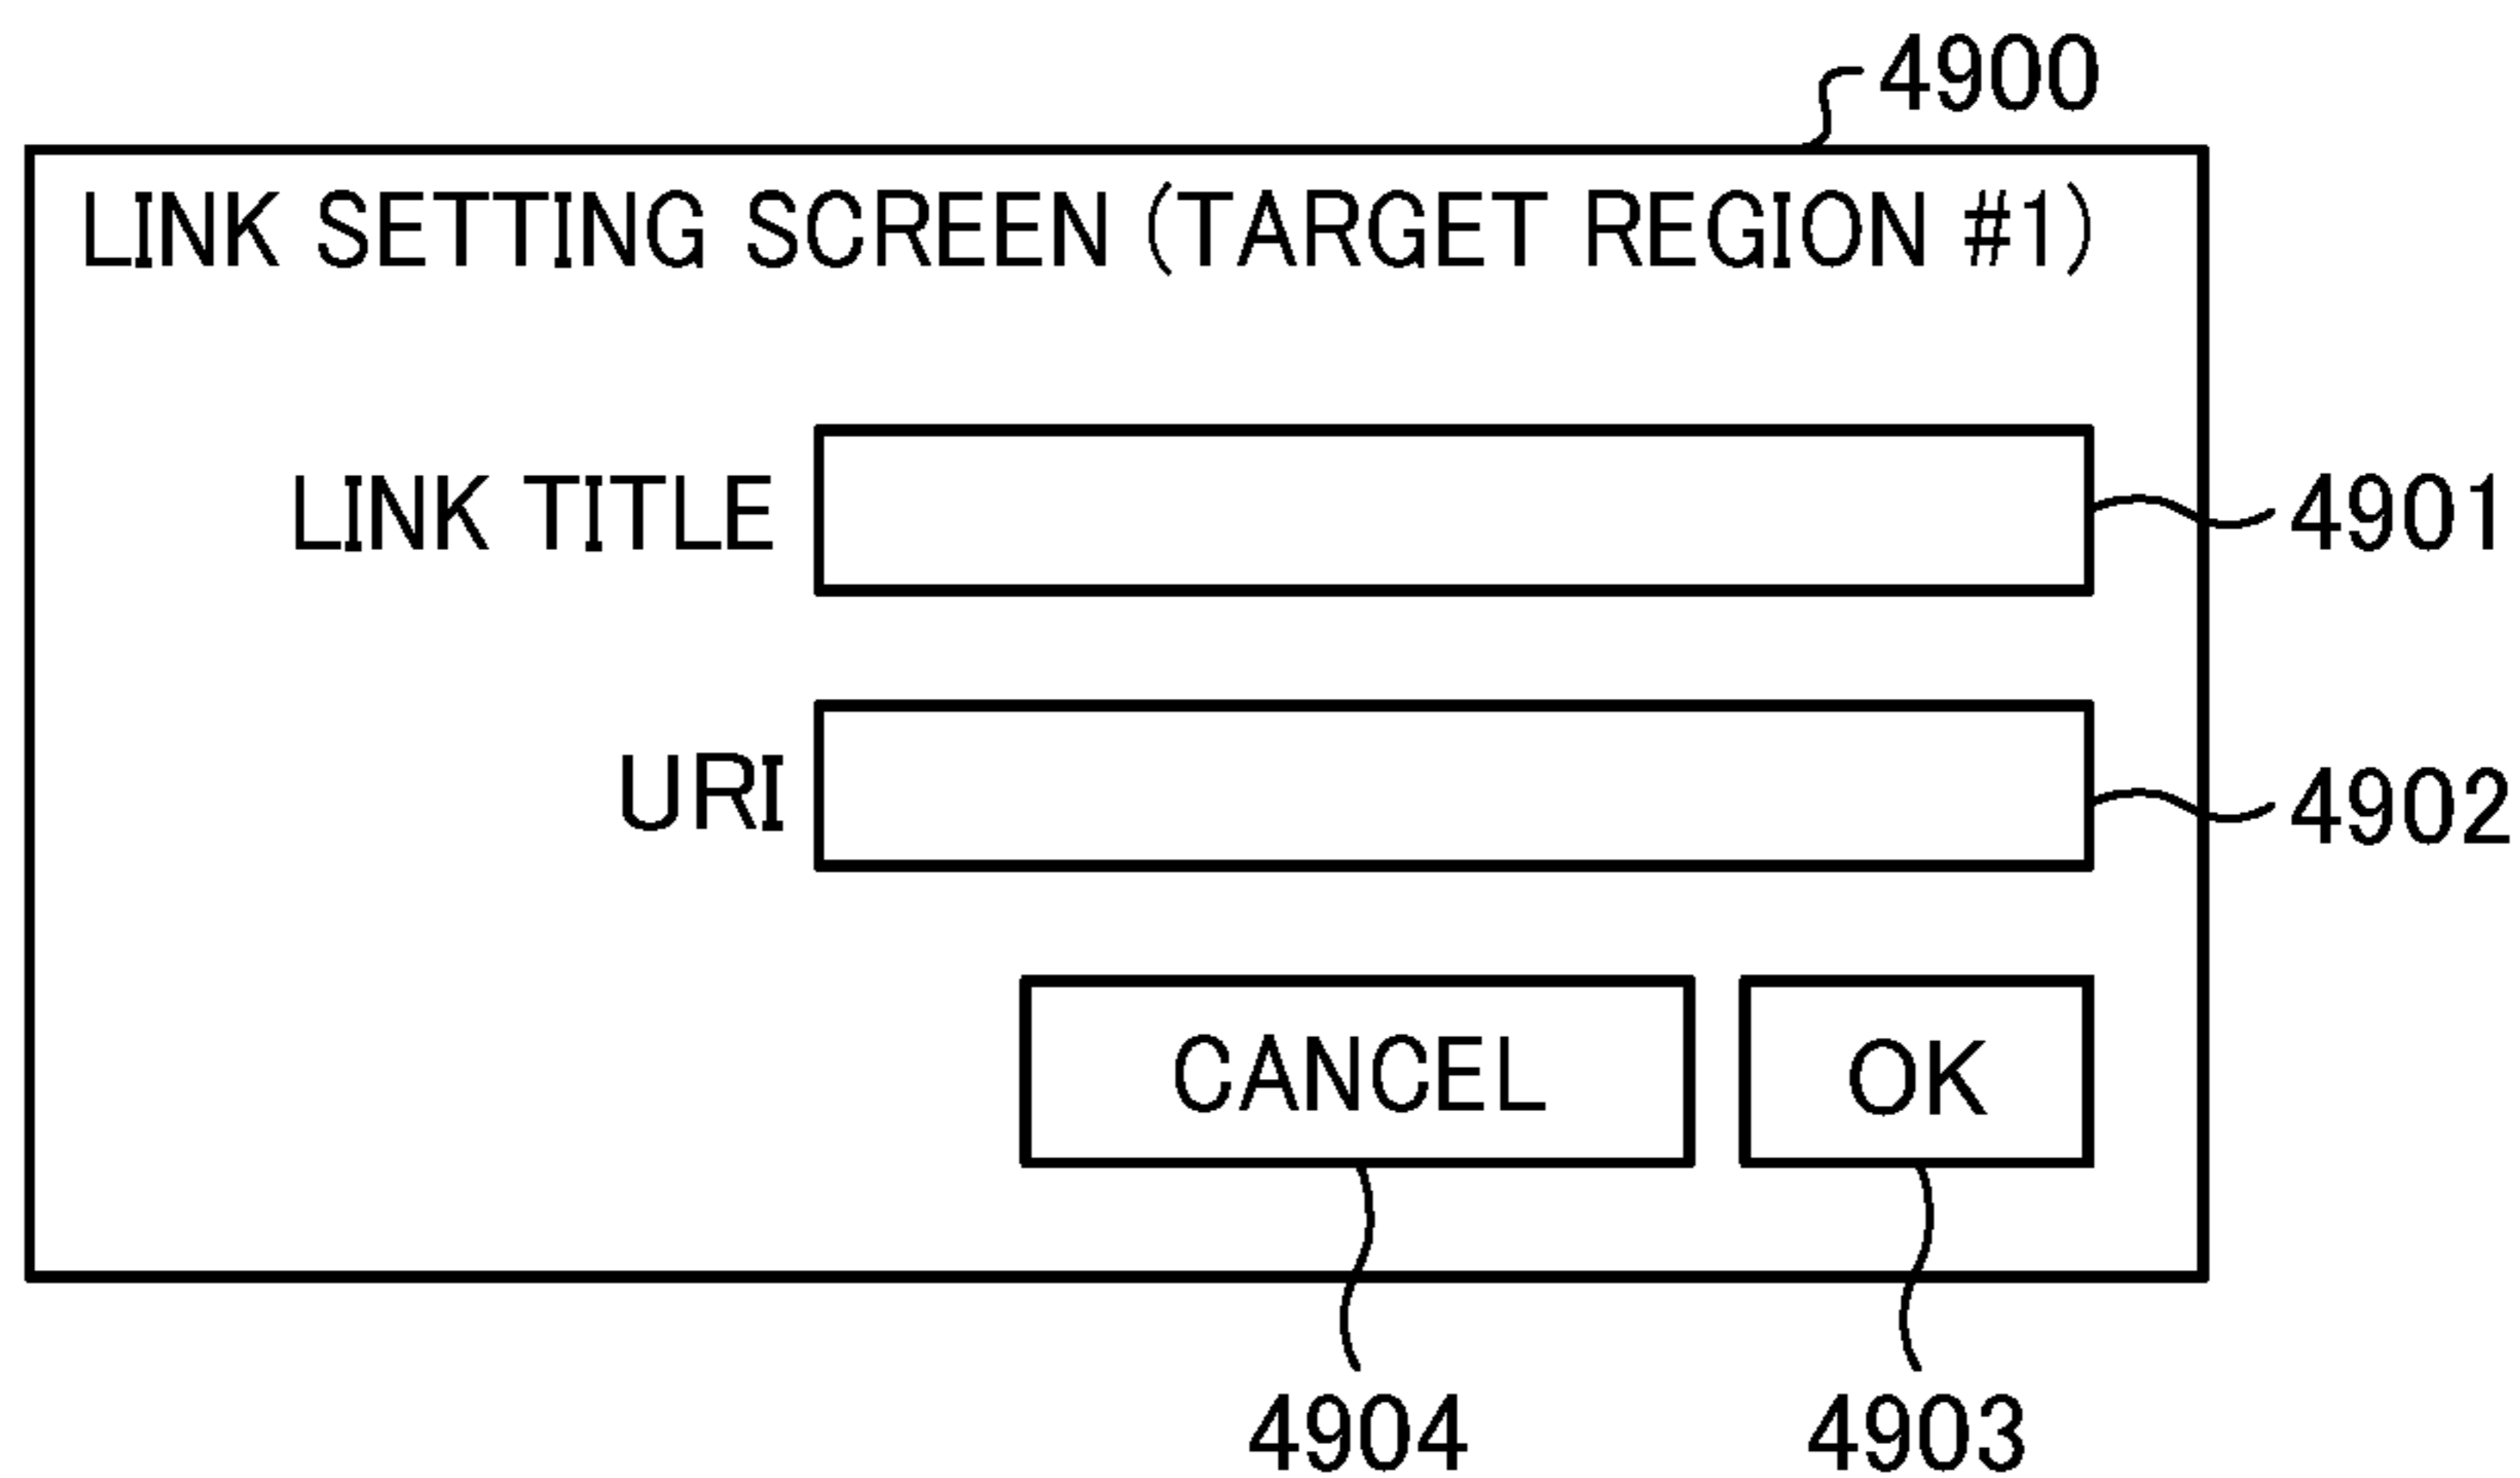 4900
LINK SETTING SCREEN (TARGET REGION #1)
LINK TITLE 4901
URI 4902
CANCEL OK
4904 4903